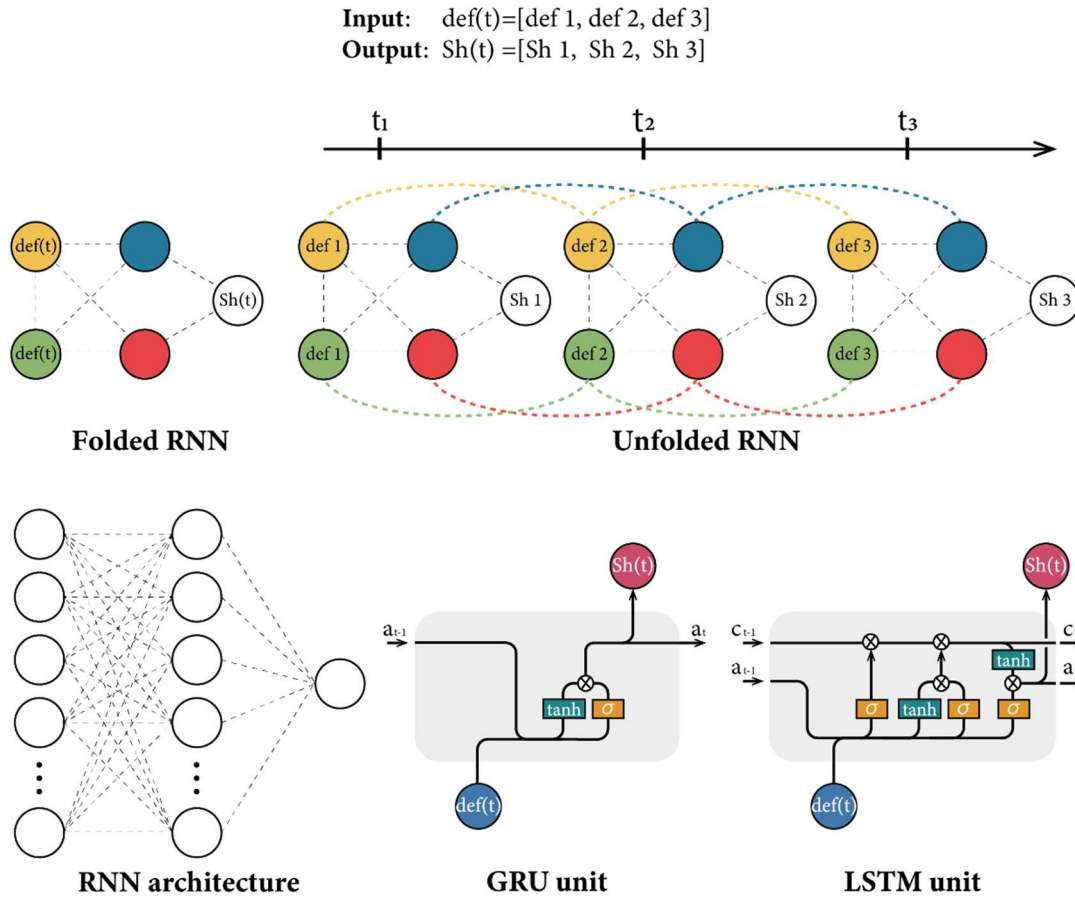 Input: def(t)=[def 1, def 2, def 3]
Output: Sh(t) =[Sh 1, Sh 2, Sh 3]
t₁ t₂ t₃
def(t)
Sh(t)
def(t)
def 1 def 2 def 3
Sh 1 Sh 2 Sh 3
def 1 def 2 def 3
Folded RNN
Unfolded RNN
Sh(t)
aₜ₋₁
aₜ
tanh σ
def(t)
Sh(t)
cₜ₋₁
c
aₜ₋₁
a
tanh
σ tanh σ σ
def(t)
RNN architecture
GRU unit
LSTM unit